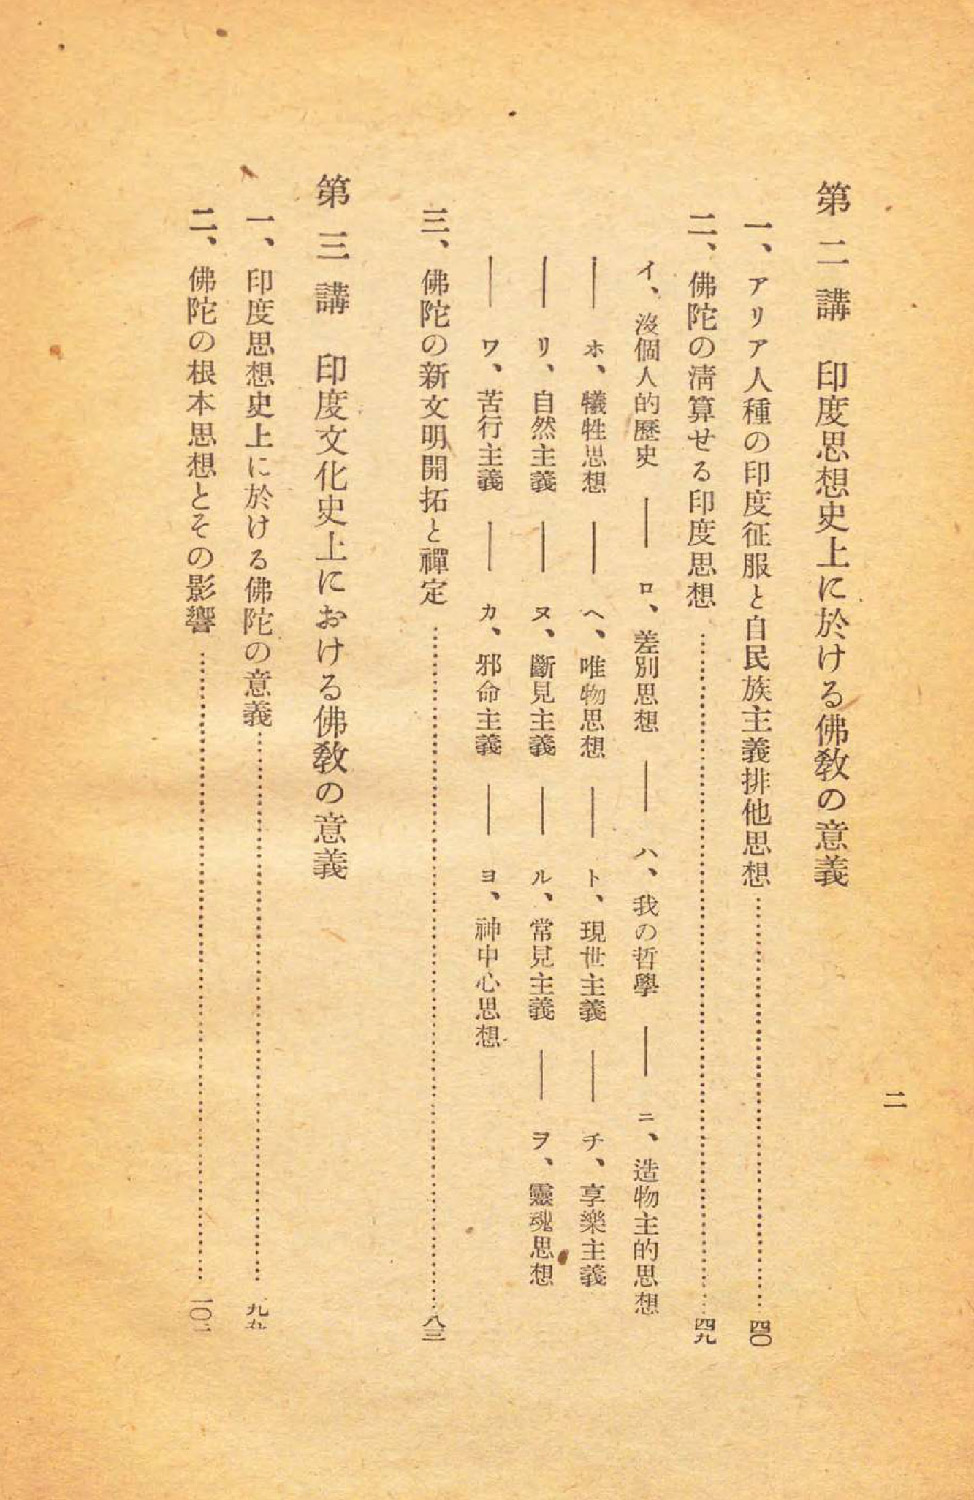 二
第二講　印度思想史上に於ける佛敎の意義
一、アリア人種の印度征服と自民族主義排他思想……………四〇
二、佛陀の淸算せる印度思想……………四九
イ、沒個人的歷史 ―― ロ、差別思想 ―― ハ、我の哲學 ―― ニ、造物主的思想
―― ホ、犧牲思想 ―― ヘ、唯物思想 ―― ト、現世主義 ―― チ、享樂主義
―― リ、自然主義 ―― ヌ、斷見主義 ―― ル、常見主義 ―― ヲ、靈魂思想
―― ワ、苦行主義 ―― カ、邪命主義 ―― ヨ、神中心思想
三、佛陀の新文明開拓と禪定……………八三
第三講　印度文化史上における佛敎の意義
一、印度思想史上に於ける佛陀の意義……………九九
二、佛陀の根本思想とその影響……………